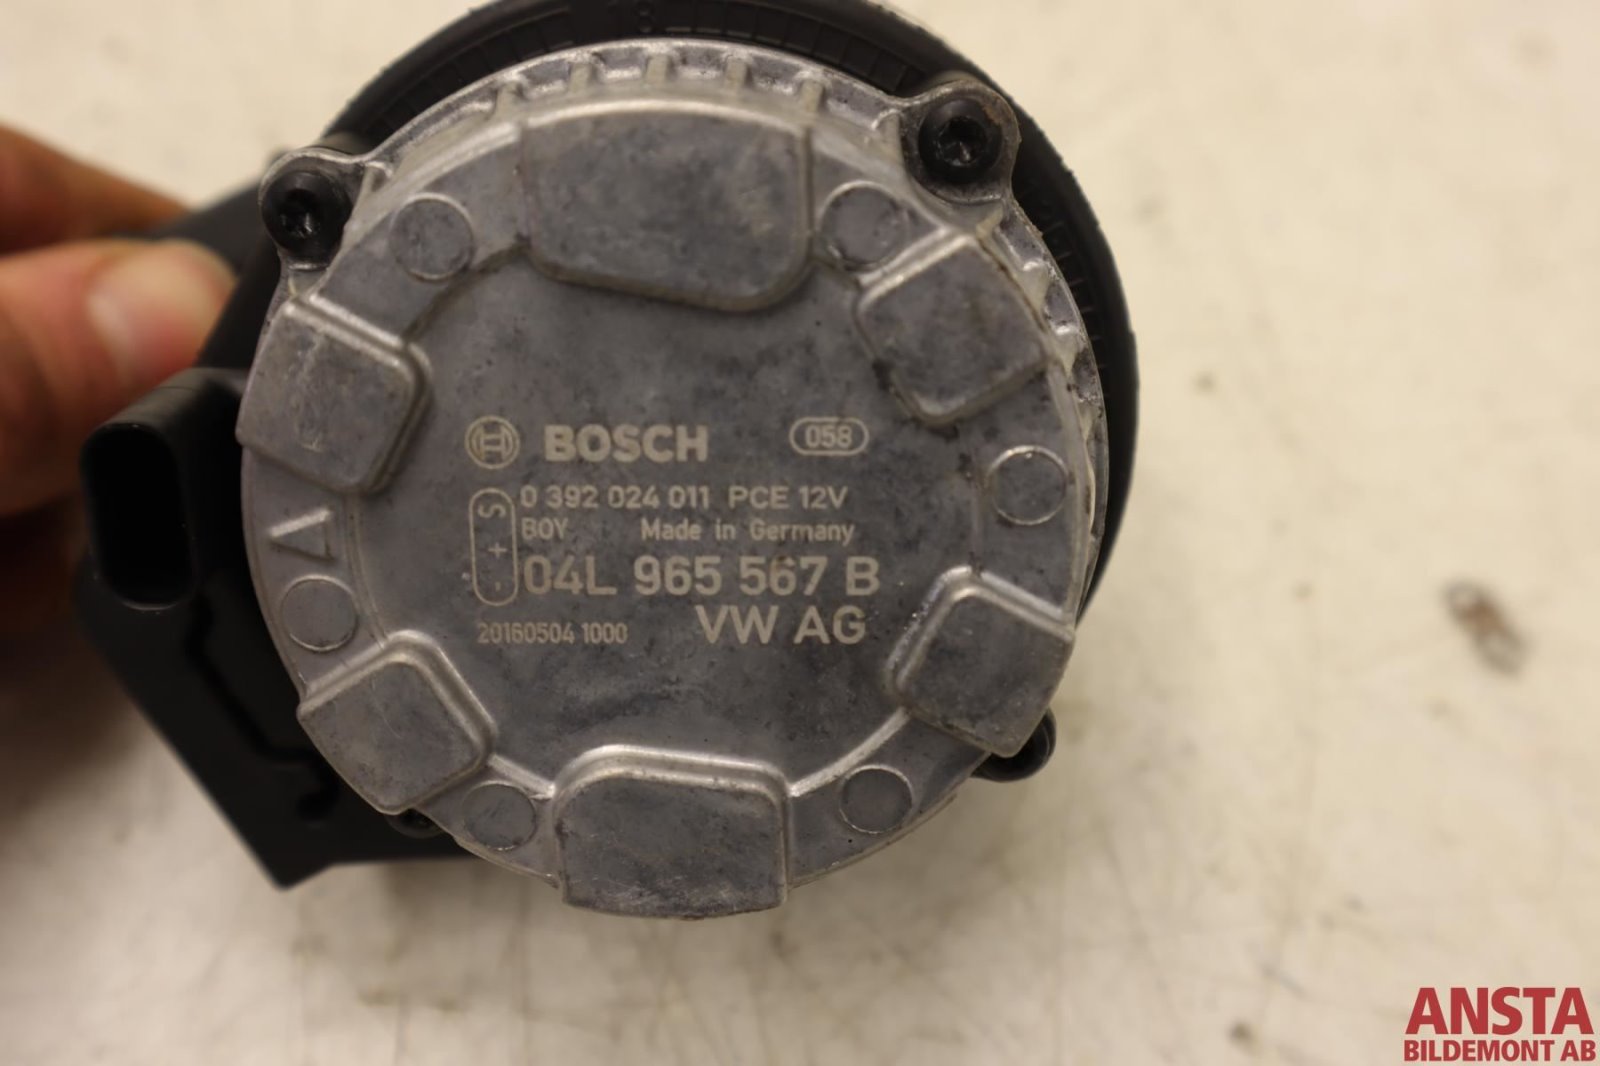 18
BOSCH 058
S + -
0 392 024 011 PCE 12V
BOY Made in Germany
04L 965 567 B
20160504 1000 VW AG
ANSTA
BILDEMONT AB